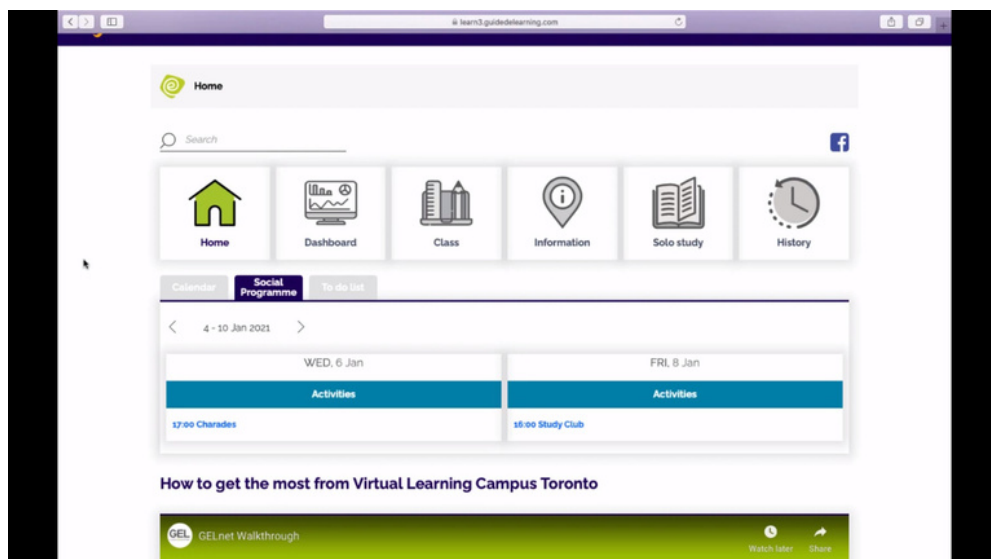 learn3.guidedelearning.com
Home
Search
Home
Dashboard
Class
Information
Solo study
History
Calendar
Social
Programme
To do list
4 - 10 Jan 2021
WED, 6 Jan
FRI, 8 Jan
Activities
Activities
17:00 Charades
16:00 Study Club
How to get the most from Virtual Learning Campus Toronto
GEL
GELnet Walkthrough
Watch later
Share